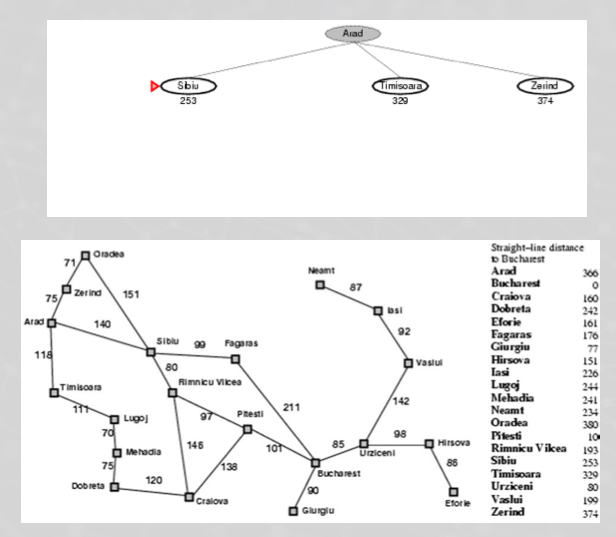 Arad
Sibiu
Timisoara
Zerind
253
329
374
Straight–line distance
to Bucharest
Arad 366
Bucharest 0
Craiova 160
Dobreta 242
Eforie 161
Fagaras 176
Giurgiu 77
Hirsova 151
Iasi 226
Lugoj 244
Mehadia 241
Neamt 234
Oradea 380
Pitesti 10
Rimnicu Vilcea 193
Sibiu 253
Timisoara 329
Urziceni 80
Vaslui 199
Zerind 374
Oradea
71
Neamt
87
Zerind
151
75
Iasi
Arad
140
92
Sibiu
99
Fagaras
118
80
Vaslui
Rimnicu Vilcea
Timisoara
142
111
211
Lugoj
97
Pitesti
70
98
Hirsova
146
85
101
Urziceni
Mehadia
138
86
75
Bucharest
120
90
Dobreta
Craiova
Eforie
Giurgiu